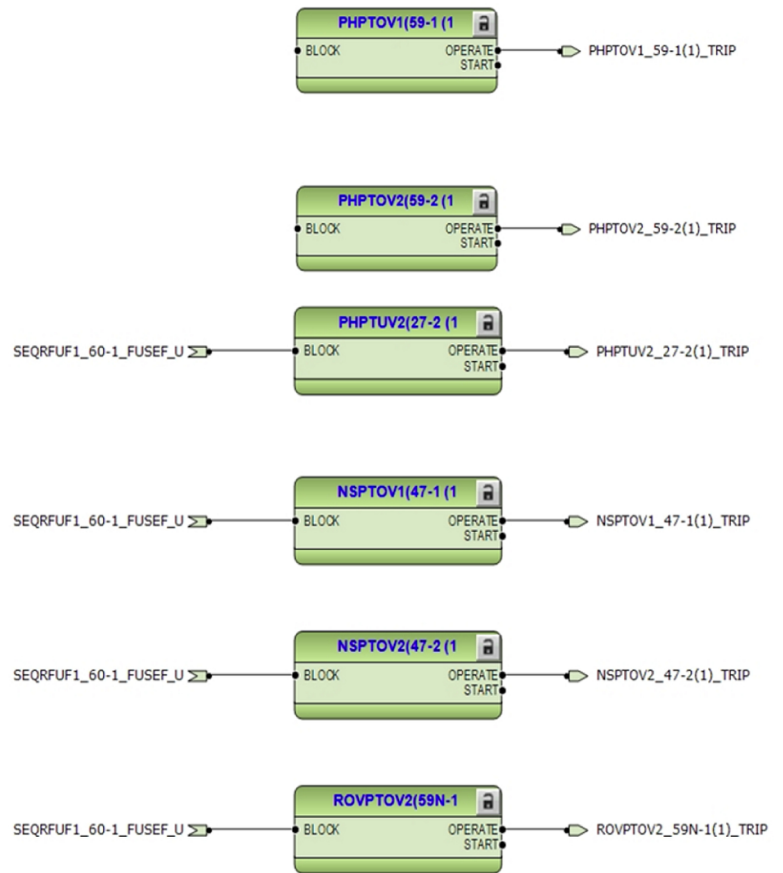 PHPTOV1(59-1 (1
BLOCK OPERATE PHPTOV1_59-1(1)_TRIP
START
PHPTOV2(59-2 (1
BLOCK OPERATE PHPTOV2_59-2(1)_TRIP
START
PHPTUV2(27-2 (1
SEQRFUF1_60-1_FUSEF_U BLOCK OPERATE PHPTUV2_27-2(1)_TRIP
START
NSPTOV1(47-1 (1
SEQRFUF1_60-1_FUSEF_U BLOCK OPERATE NSPTOV1_47-1(1)_TRIP
START
NSPTOV2(47-2 (1
SEQRFUF1_60-1_FUSEF_U BLOCK OPERATE NSPTOV2_47-2(1)_TRIP
START
ROVPTOV2(59N-1
SEQRFUF1_60-1_FUSEF_U BLOCK OPERATE ROVPTOV2_59N-1(1)_TRIP
START